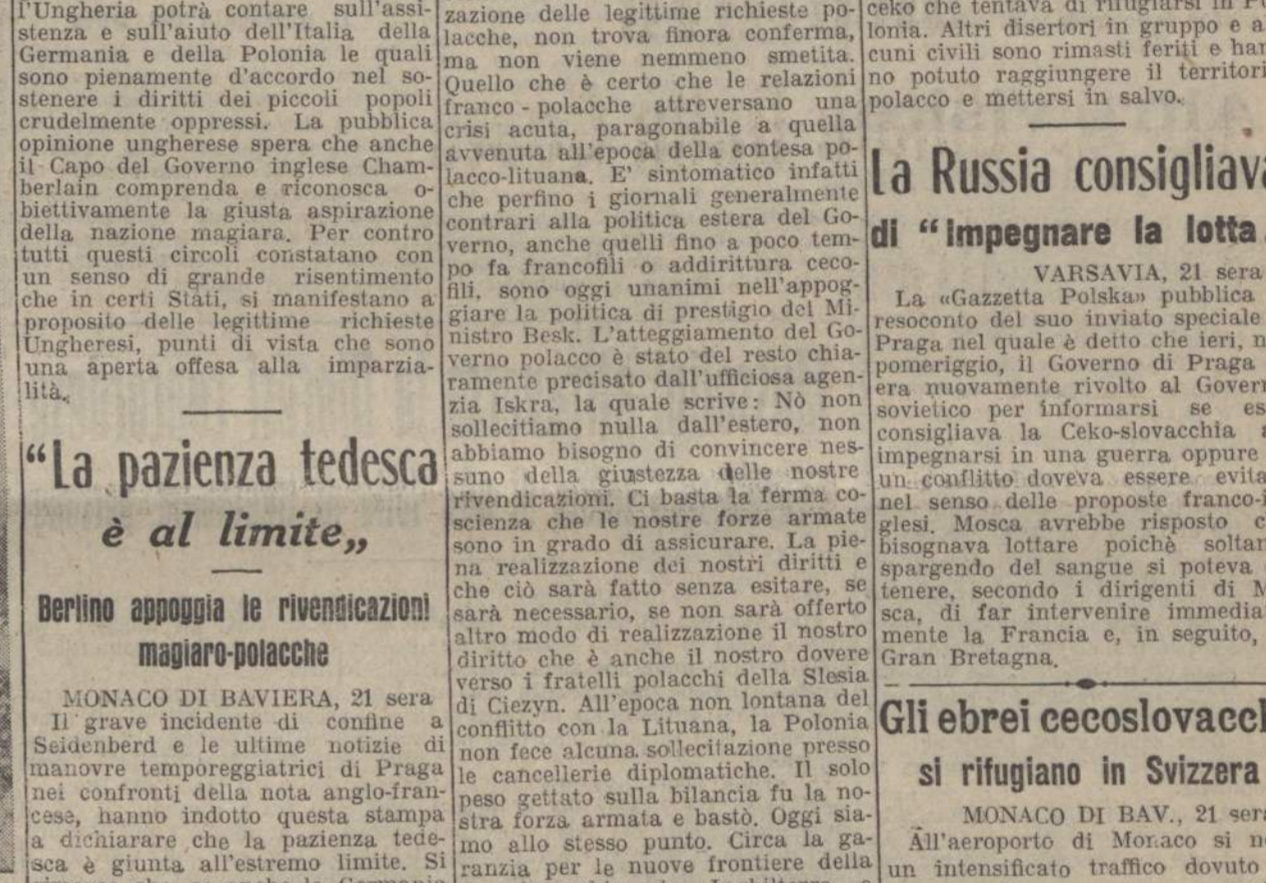 l'Ungheria potrà contare sull'assi-
stenza e sull'aiuto dell'Italia della
Germania e della Polonia le quali
sono pienamente d'accordo nel so-
stenere i diritti dei piccoli popoli
crudelmente oppressi. La pubblica
opinione ungherese spera che anche
il Capo del Governo inglese Cham-
berlain comprenda e riconosca o-
biettivamente la giusta aspirazione
della nazione magiara. Per contro
tutti questi circoli constatano con
un senso di grande risentimento
che in certi Stati, si manifestano a
proposito delle legittime richieste
Ungheresi, punti di vista che sono
una aperta offesa alla imparzia-
lità.
“La pazienza tedesca
è al limite„
Berlino appoggia le rivendicazioni
magiaro-polacche
MONACO DI BAVIERA, 21 sera
Il grave incidente di confine a
Seidenberd e le ultime notizie di
manovre temporeggiatrici di Praga
nei confronti della nota anglo-fran-
cese, hanno indotto questa stampa
a dichiarare che la pazienza tede-
sca è giunta all'estremo limite. Si
zazione delle legittime richieste po-
lacche, non trova finora conferma,
ma non viene nemmeno smetita.
Quello che è certo che le relazioni
franco - polacche attreversano una
crisi acuta, paragonabile a quella
avvenuta all'epoca della contesa po-
lacco-lituana. E' sintomatico infatti
che perfino i giornali generalmente
contrari alla politica estera del Go-
verno, anche quelli fino a poco tem-
po fa francofili o addirittura ceco-
fili, sono oggi unanimi nell'appog-
giare la politica di prestigio del Mi-
nistro Besk. L'atteggiamento del Go-
verno polacco è stato del resto chia-
ramente precisato dall'ufficiosa agen-
zia Iskra, la quale scrive: Nò non
sollecitiamo nulla dall'estero, non
abbiamo bisogno di convincere nes-
suno della giustezza delle nostre
rivendicazioni. Ci basta la ferma co-
scienza che le nostre forze armate
sono in grado di assicurare. La pie-
na realizzazione dei nostri diritti e
che ciò sarà fatto senza esitare, se
sarà necessario, se non sarà offerto
altro modo di realizzazione il nostro
diritto che è anche il nostro dovere
verso i fratelli polacchi della Slesia
di Ciezyn. All'epoca non lontana del
conflitto con la Lituana, la Polonia
non fece alcuna sollecitazione presso
le cancellerie diplomatiche. Il solo
peso gettato sulla bilancia fu la no-
stra forza armata e bastò. Oggi sia-
mo allo stesso punto. Circa la ga-
ranzia per le nuove frontiere della
ceko che tentava di rifugiarsi in Po
lonia. Altri disertori in gruppo e al
cuni civili sono rimasti feriti e han
no potuto raggiungere il territori
polacco e mettersi in salvo.
La Russia consigliava
di “impegnare la lotta
VARSAVIA, 21 sera
La «Gazzetta Polska» pubblica
resoconto del suo inviato speciale
Praga nel quale è detto che ieri, n
pomeriggio, il Governo di Praga
era nuovamente rivolto al Govern
sovietico per informarsi se es
consigliava la Ceko-slovacchia a
impegnarsi in una guerra oppure
un conflitto doveva essere evita
nel senso delle proposte franco-i
glesi. Mosca avrebbe risposto c
bisognava lottare poichè soltan
spargendo del sangue si poteva
tenere, secondo i dirigenti di M
sca, di far intervenire immedia
mente la Francia e, in seguito,
Gran Bretagna.
Gli ebrei cecoslovacch
si rifugiano in Svizzera
MONACO DI BAV., 21 sera
All'aeroporto di Monaco si no
un intensificato traffico dovuto